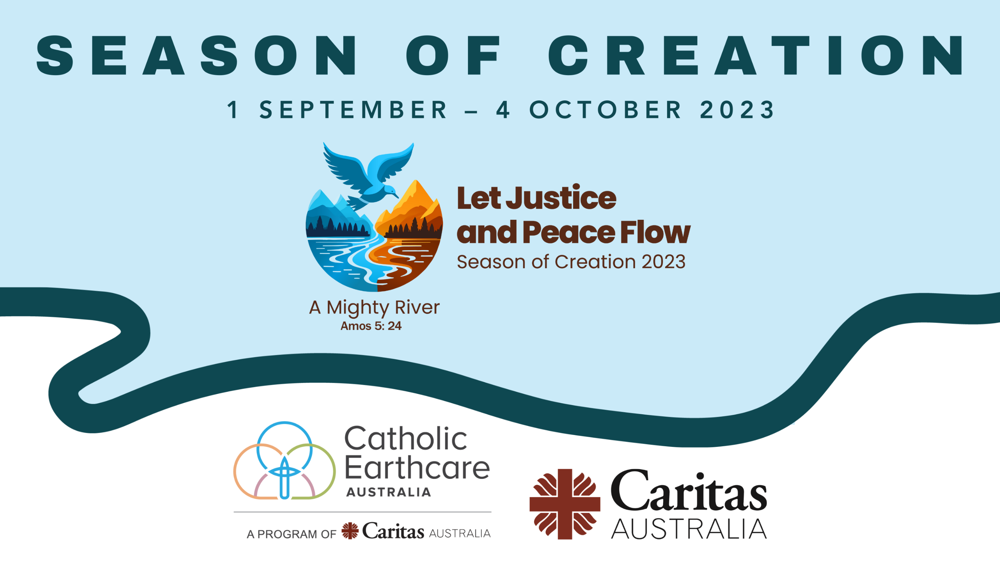 SEASON OF CREATION
1 SEPTEMBER – 4 OCTOBER 2023
Let Justice
and Peace Flow
Season of Creation 2023
A Mighty River
Amos 5: 24
Catholic
Earthcare
AUSTRALIA
A PROGRAM OF Caritas AUSTRALIA
Caritas
AUSTRALIA